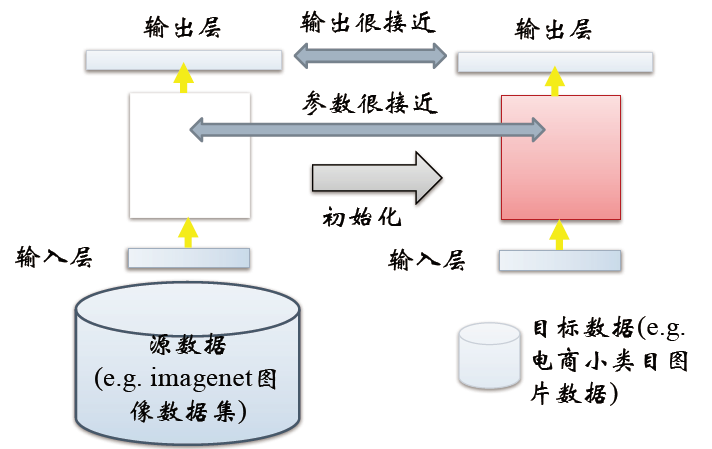 输出层
输出很接近
输出层
参数很接近
初始化
输入层
输入层
源数据
(e.g. imagenet图
像数据集)
目标数据(e.g.
电商小类目图
片数据)